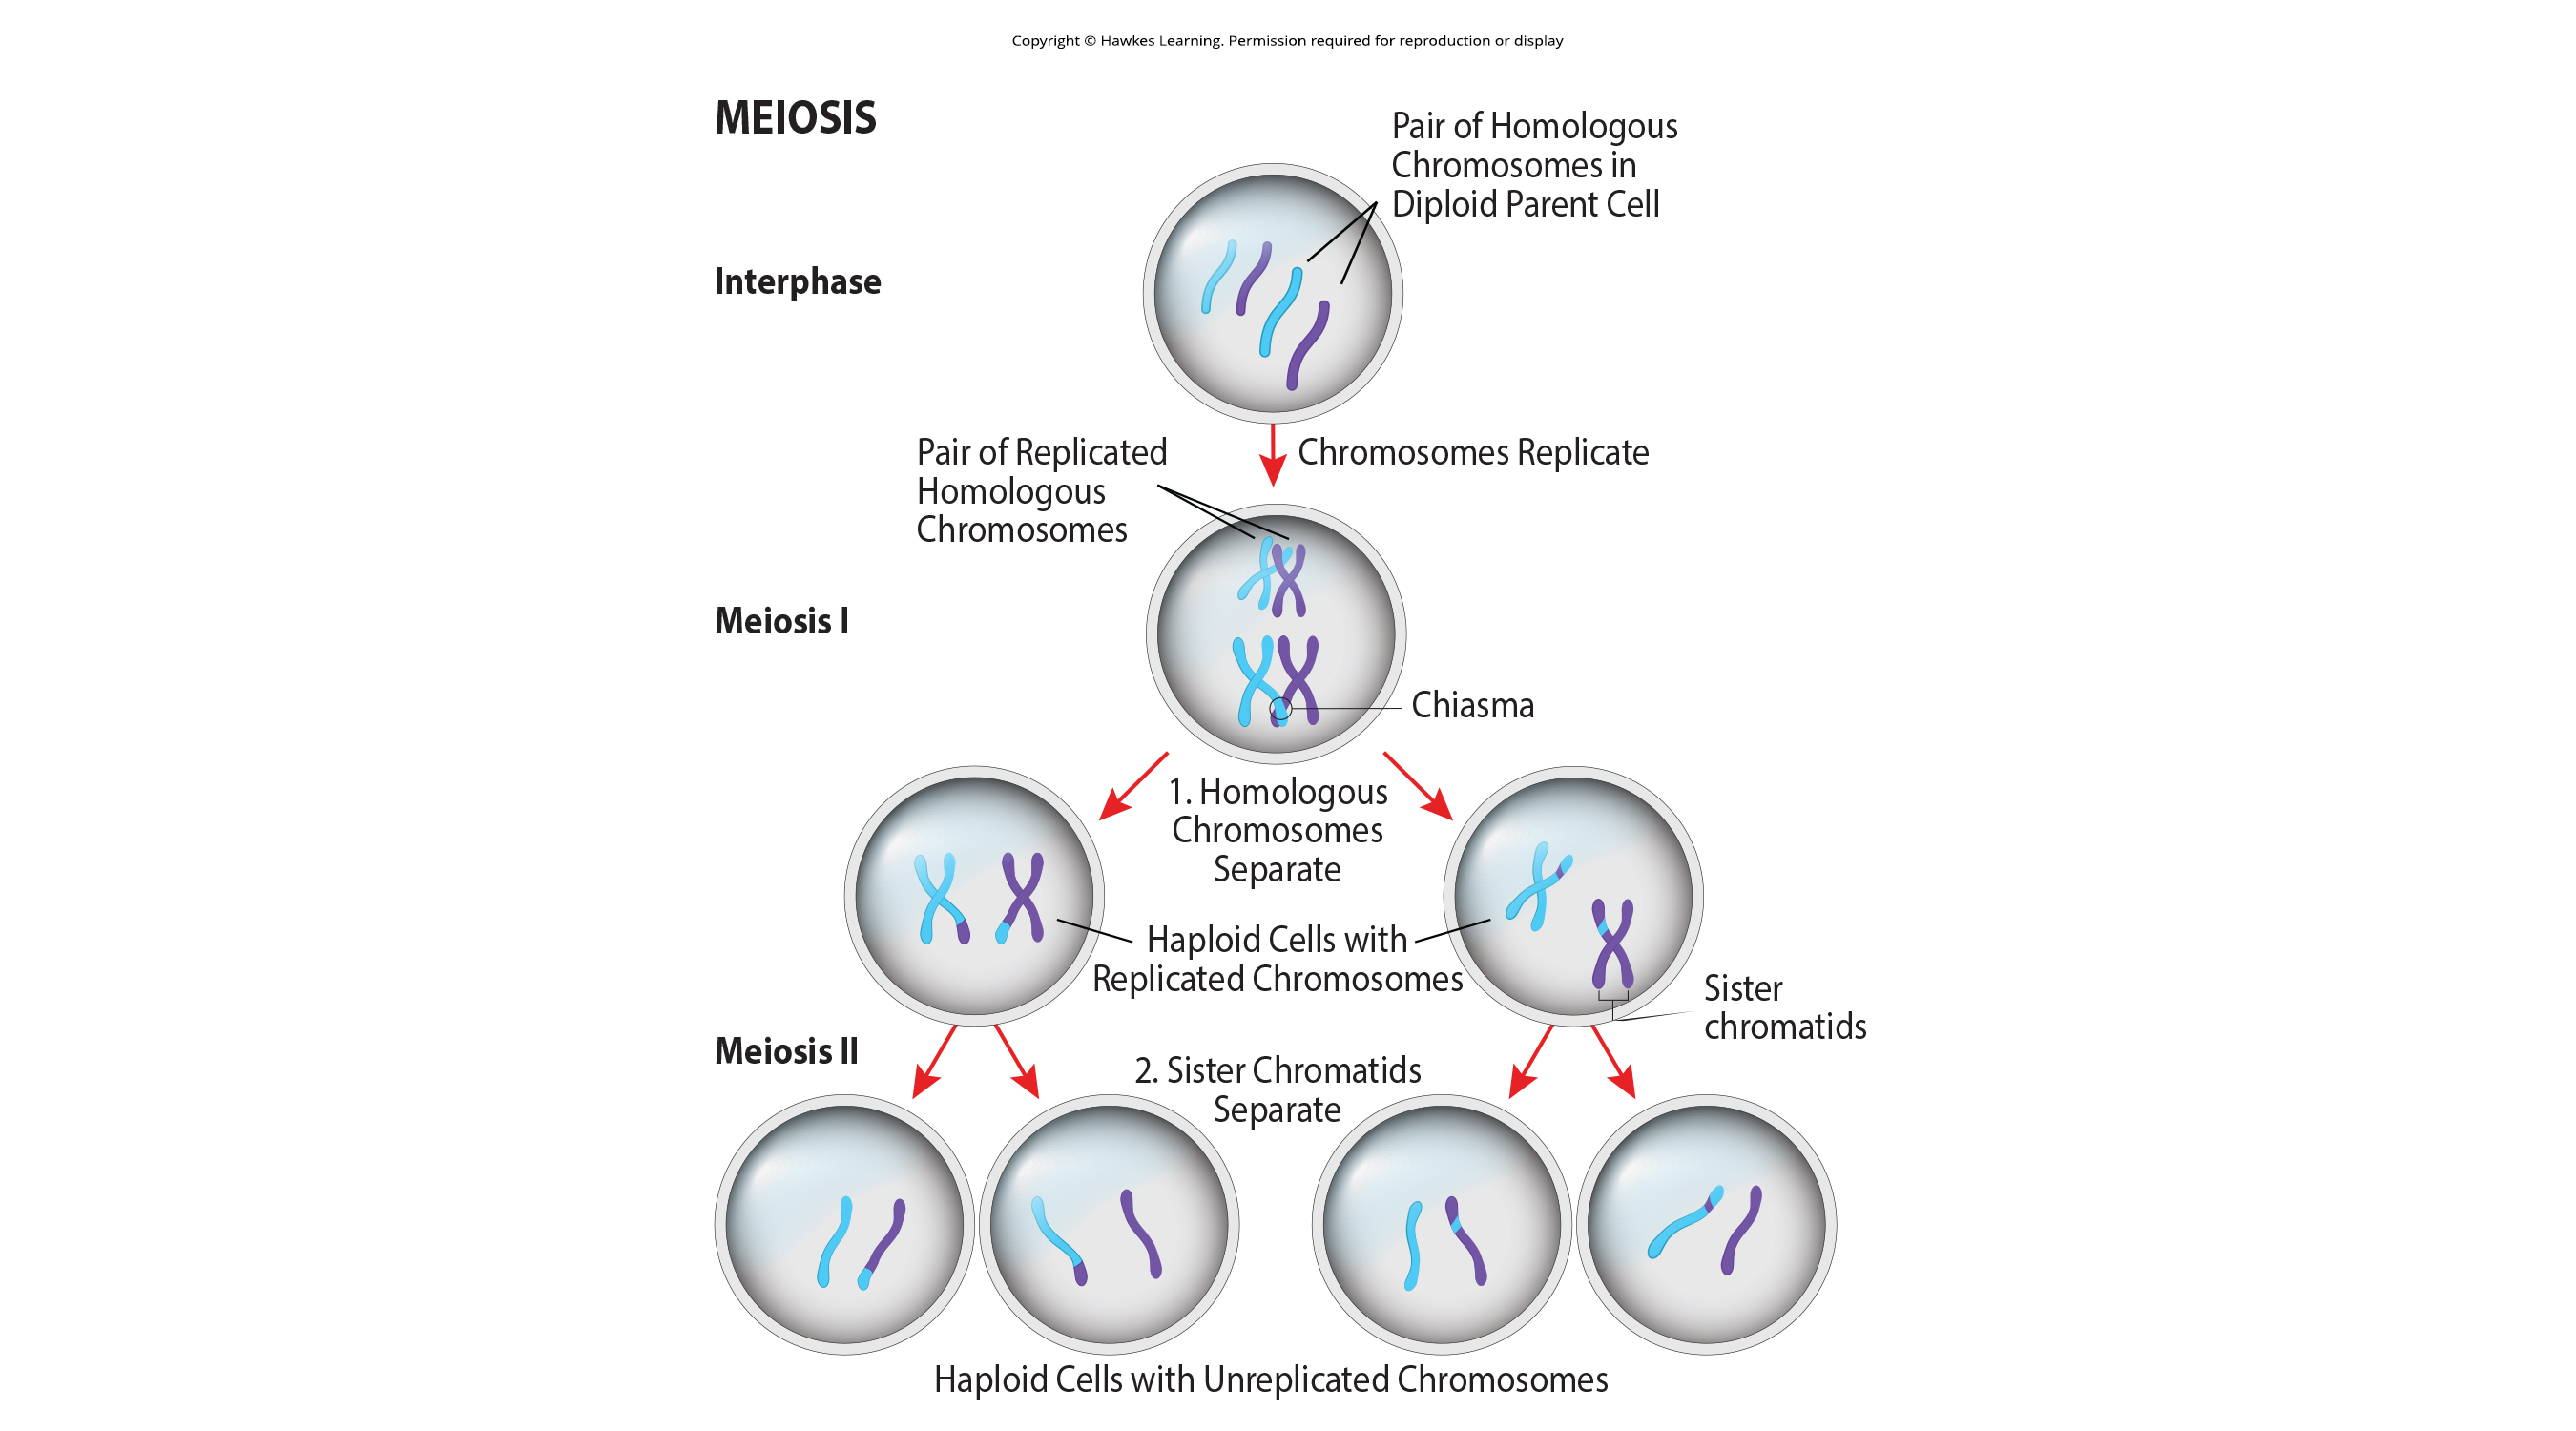 Copyright © Hawkes Learning. Permission required for reproduction or display
MEIOSIS
Pair of Homologous
Chromosomes in
Diploid Parent Cell
Interphase
Pair of Replicated
Homologous
Chromosomes
Chromosomes Replicate
Meiosis I
Chiasma
1. Homologous
Chromosomes
Separate
Haploid Cells with
Replicated Chromosomes
Sister
chromatids
Meiosis II
2. Sister Chromatids
Separate
Haploid Cells with Unreplicated Chromosomes